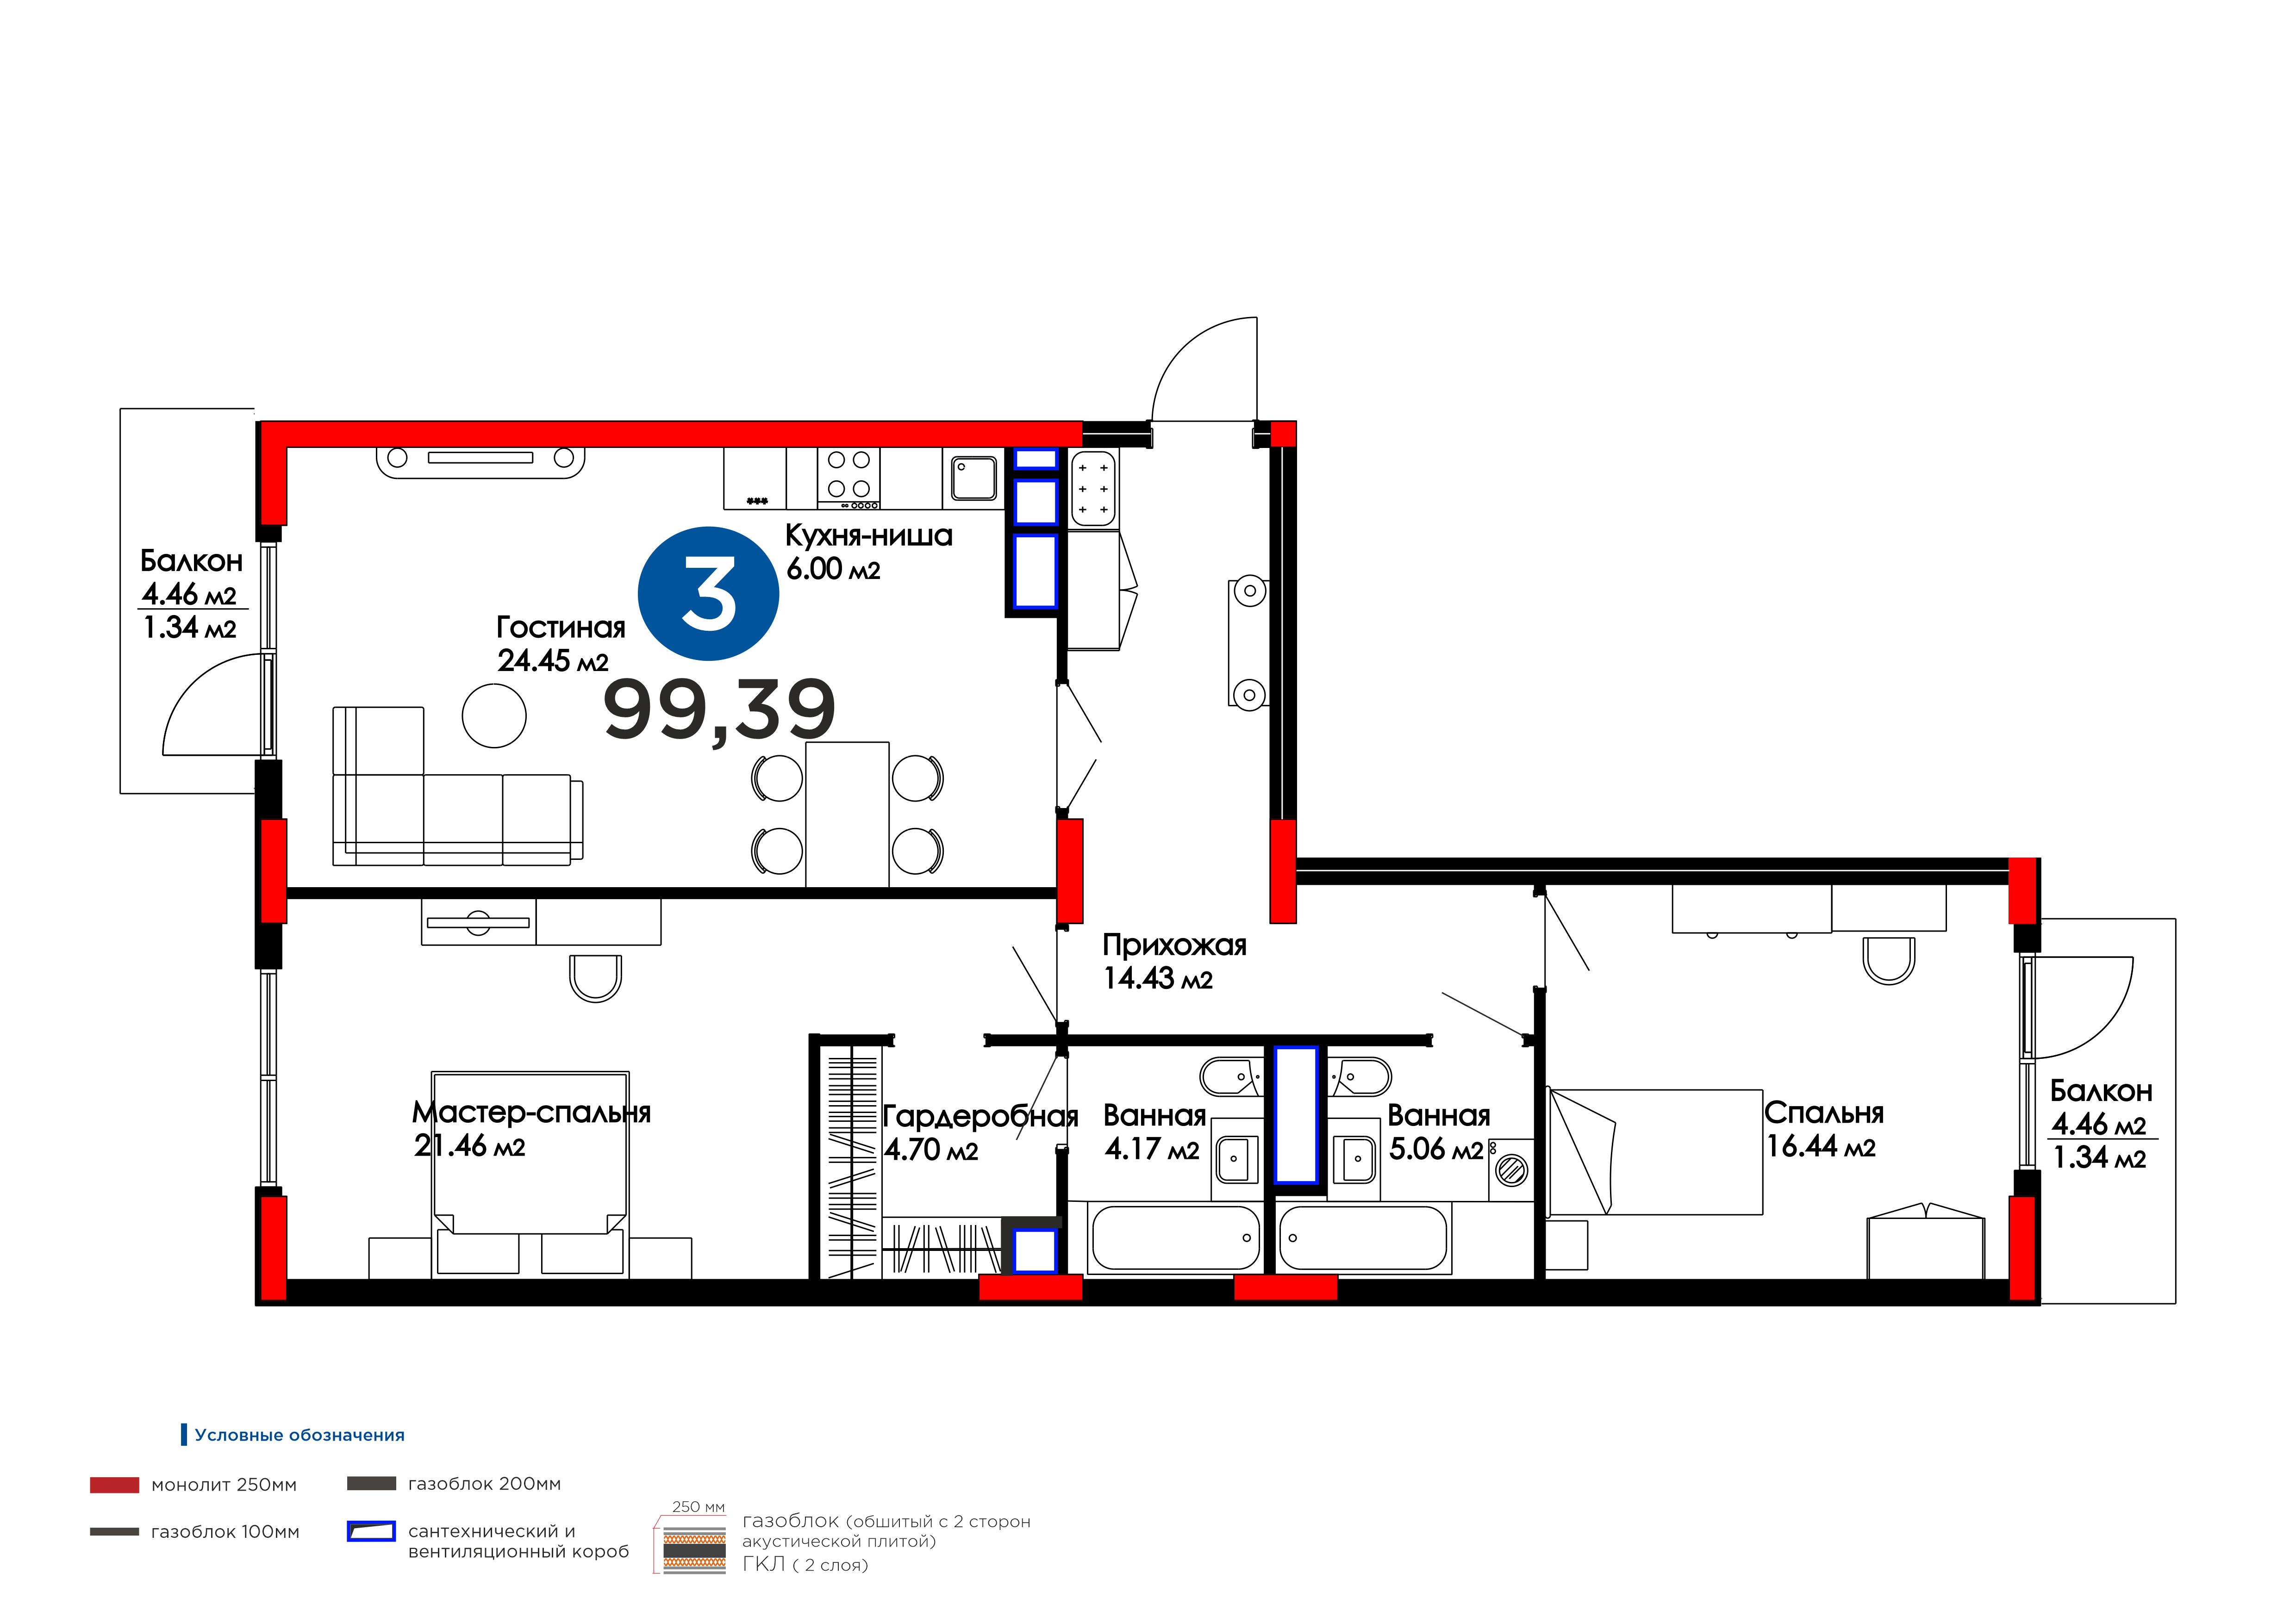 Балкон
4.46 м2
1.34 м2
Кухня-ниша
6.00 м2
3
Гостиная
24.45 м2
99,39
Прихожая
14.43 м2
Мастер-спальня
21.46 м2
Гардеробная
4.70 м2
Ванная
4.17 м2
Ванная
5.06 м2
Спальня
16.44 м2
Балкон
4.46 м2
1.34 м2
Условные обозначения
монолит 250мм
газоблок 200мм
газоблок 100мм
сантехнический и
вентиляционный короб
250 мм
газоблок (обшитый с 2 сторон
акустической плитой)
ГКЛ ( 2 слоя)